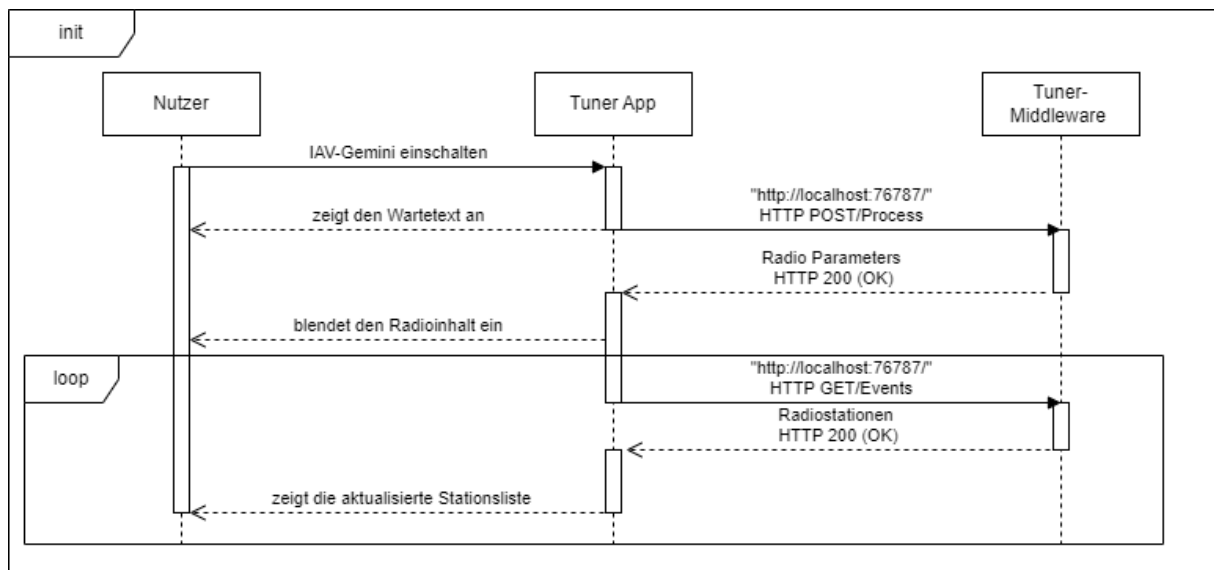 init
Nutzer
Tuner App
Tuner-
Middleware
IAV-Gemini einschalten
"http://localhost:76787/"
HTTP POST/Process
zeigt den Wartetext an
Radio Parameters
HTTP 200 (OK)
blendet den Radioinhalt ein
loop
"http://localhost:76787/"
HTTP GET/Events
Radiostationen
HTTP 200 (OK)
zeigt die aktualisierte Stationsliste